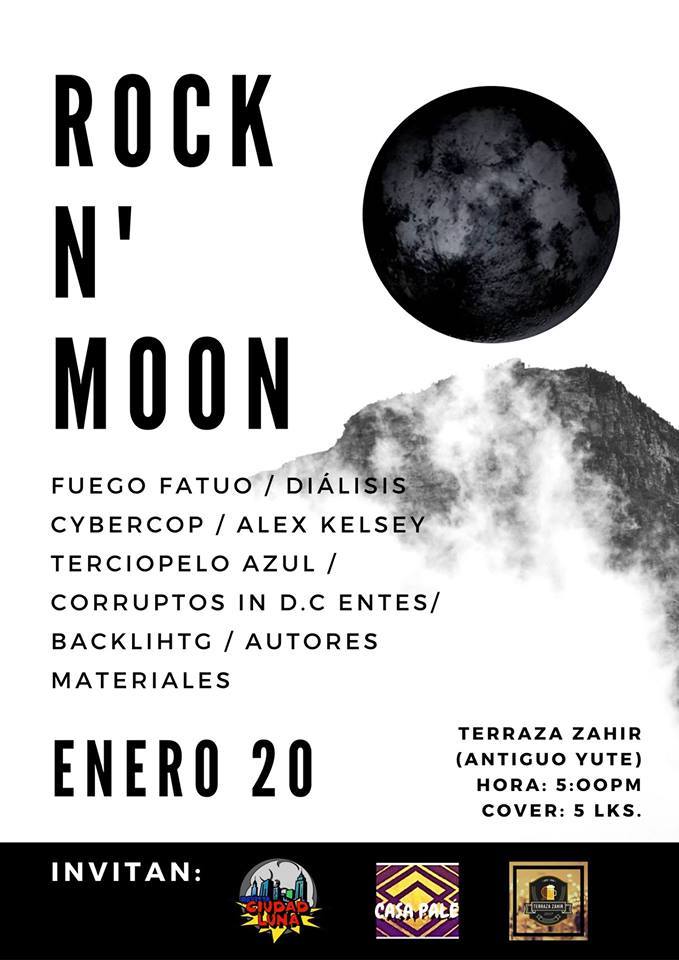 ROCK
N'
MOON
FUEGO FATUO / DIÁLISIS
CYBERCOP / ALEX KELSEY
TERCIOPELO AZUL /
CORRUPTOS IN D.C ENTES/
BACKLIHTG / AUTORES
MATERIALES
ENERO 20
TERRAZA ZAHIR
(ANTIGUO YUTE)
HORA: 5:00PM
COVER: 5 LKS.
INVITAN:
CIUDAD
LUNA
CASA PALÉ
TERRAZA ZAHIR